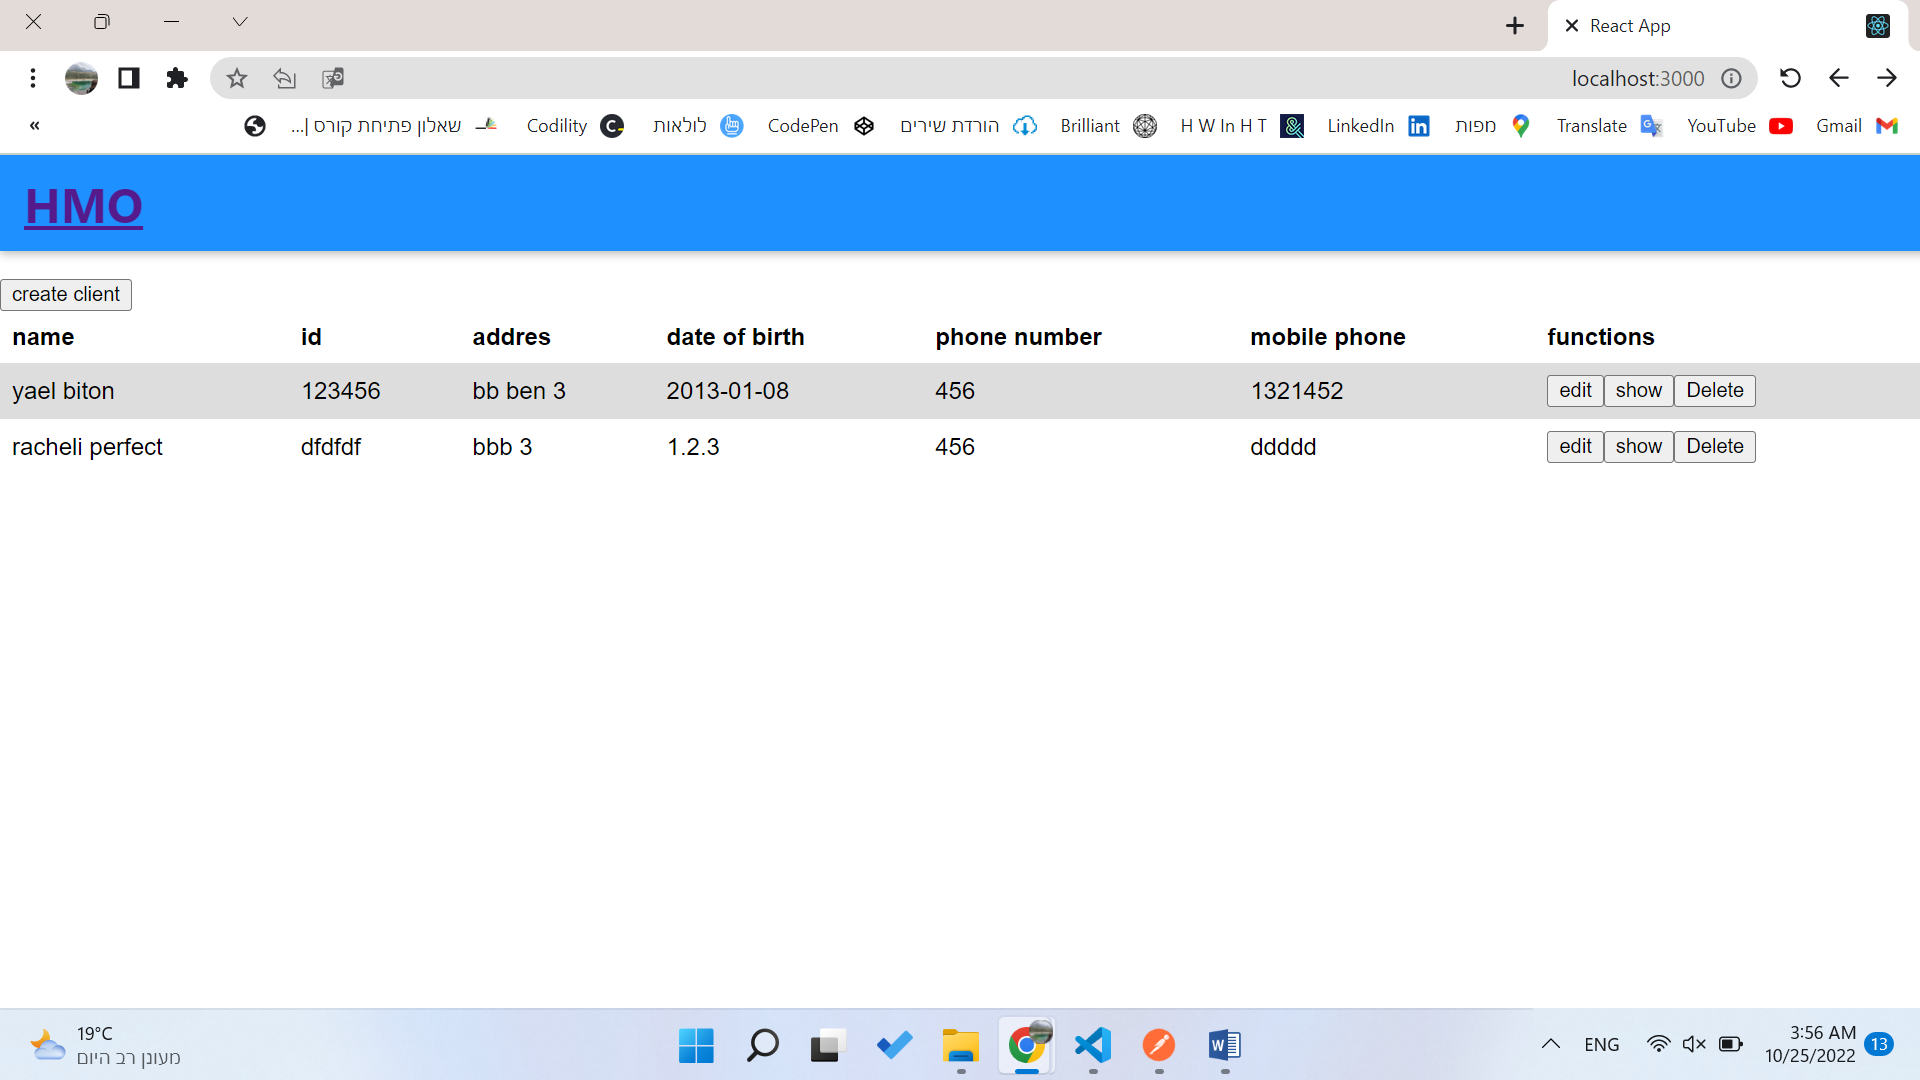 React App
localhost:3000
«
שאלון פתיחת קורס |...
Codility
לולאות
CodePen
הורדת שירים
Brilliant
H W In H T
LinkedIn
מפות
Translate
YouTube
Gmail
HMO
create client
name id addres date of birth phone number mobile phone functions
yael biton 123456 bb ben 3 2013-01-08 456 1321452 edit show Delete
racheli perfect dfdfdf bbb 3 1.2.3 456 ddddd edit show Delete
19°C
מעונן רב היום
ENG
3:56 AM
10/25/2022
13